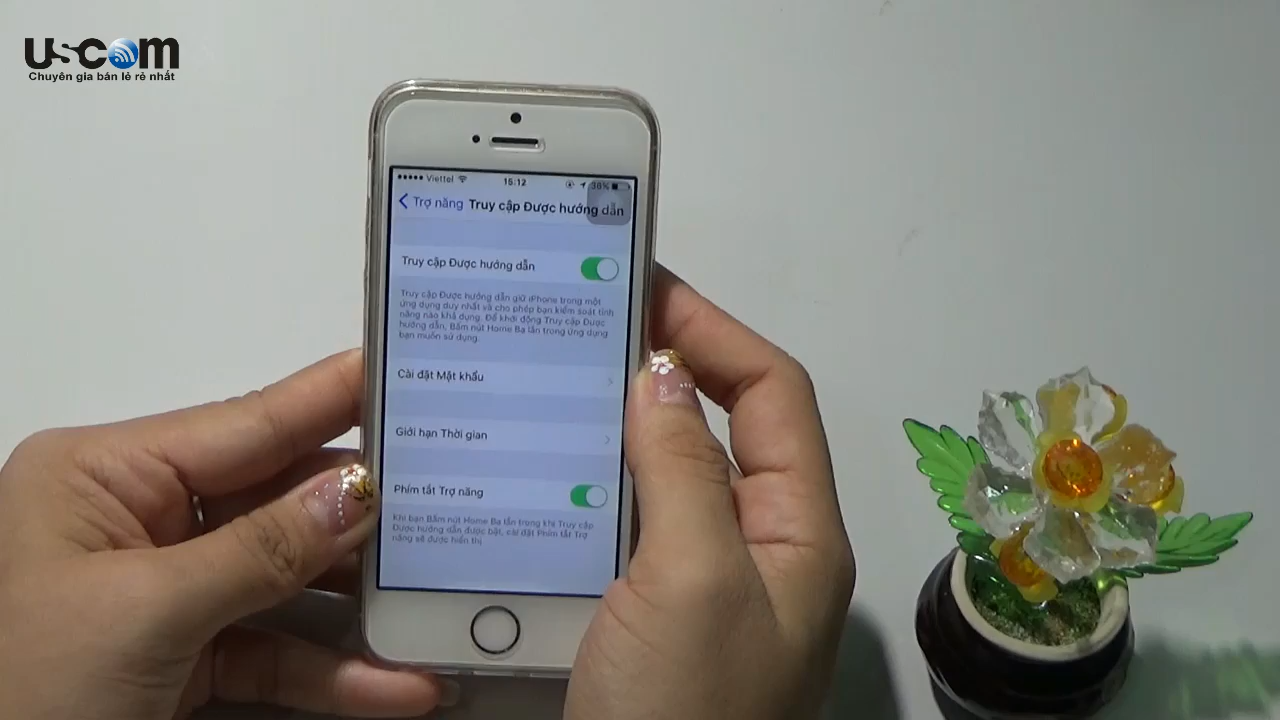 uscom
Chuyên gia bán lẻ rẻ nhất
Viettel 15:12 36%
Trợ năng Truy cập Được hướng dẫn
Truy cập Được hướng dẫn
Truy cập Được hướng dẫn giữ iPhone trong một
ứng dụng duy nhất và cho phép bạn kiểm soát tính
năng nào khả dụng. Để khởi động Truy cập Được
hướng dẫn, Bấm nút Home Ba lần trong ứng dụng
bạn muốn sử dụng.
Cài đặt Mật khẩu
Giới hạn Thời gian
Phím tắt Trợ năng
Khi bạn Bấm nút Home Ba lần trong khi Truy cập
Được hướng dẫn được bật, cài đặt Phím tắt Trợ
năng sẽ được hiển thị